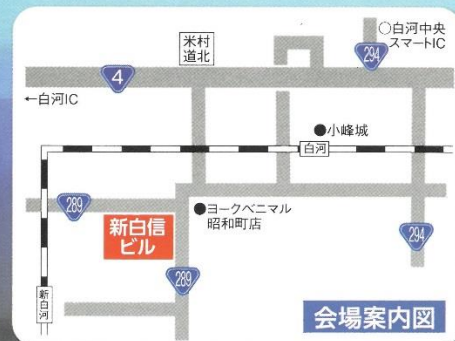 ○白河中央
スマートIC
米村
道北
294
4
←白河IC
●小峰城
白河
289
●ヨークベニマル
昭和町店
新白信
ビル
294
289
新白河
会場案内図